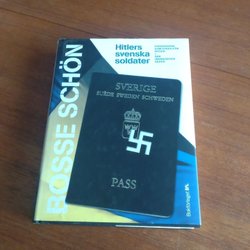 BOSSE SCHÖN
Hitlers
svenska
soldater
SVERIGE
SUÈDE SWEDEN SCHWEDEN
PASS